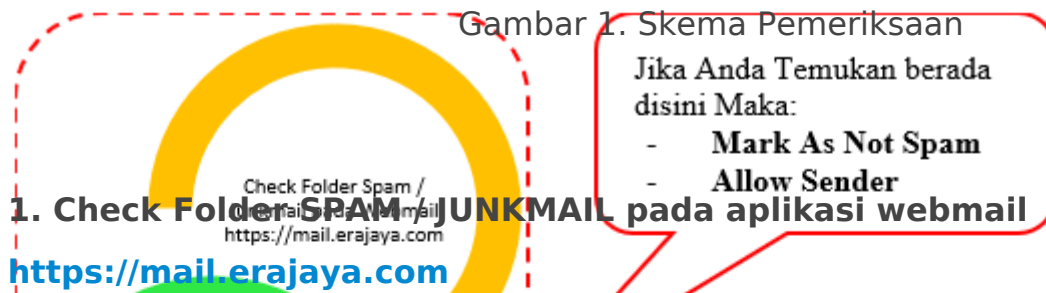 Gambar 1. Skema Pemeriksaan
Jika Anda Temukan berada
disini Maka:
- Mark As Not Spam
- Allow Sender
Check Folder Spam /
https://mail.erajaya.com
1. Check Folder SPAM / JUNKMAIL pada aplikasi webmail
https://mail.erajaya.com